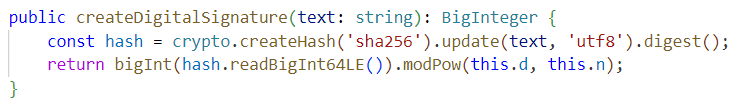 public createDigitalSignature(text: string): BigInteger {
    const hash = crypto.createHash('sha256').update(text, 'utf8').digest();
    return bigInt(hash.readBigInt64LE()).modPow(this.d, this.n);
}